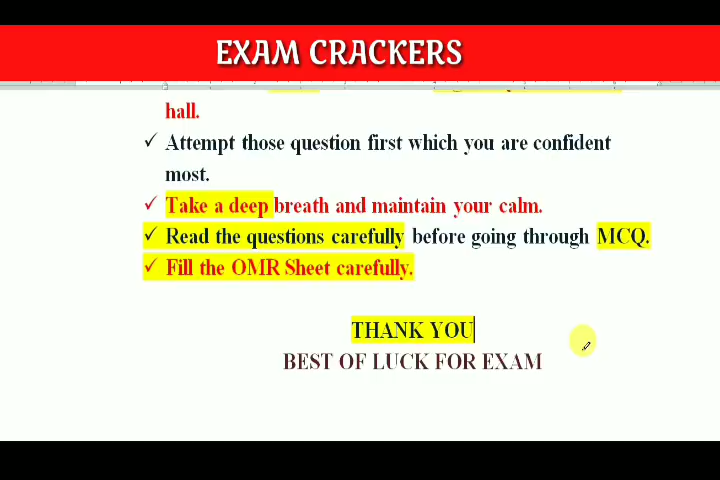 EXAM CRACKERS
hall.
✓ Attempt those question first which you are confident
most.
✓ Take a deep breath and maintain your calm.
✓ Read the questions carefully before going through MCQ.
✓ Fill the OMR Sheet carefully.
THANK YOU
BEST OF LUCK FOR EXAM